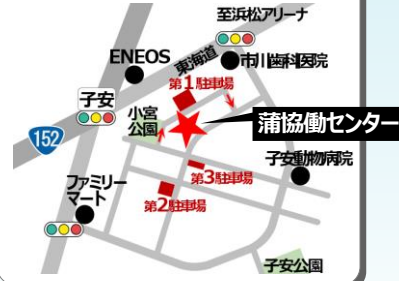 至浜松アリーナ
ENEOS
東海道
市川歯科医院
第1駐車場
子安
小宮
公園
蒲協働センター
152
子安動物病院
ファミリー
マート
第3駐車場
第2駐車場
子安公園